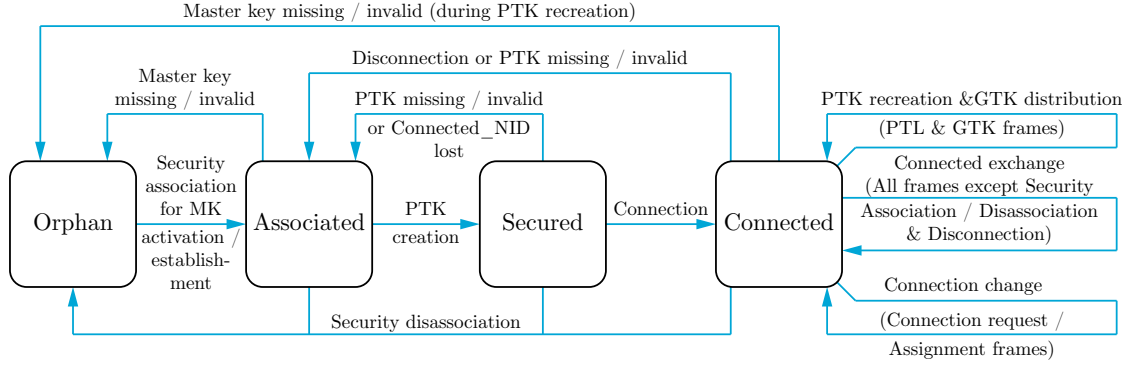 Master key missing / invalid (during PTK recreation)
Disconnection or PTK missing / invalid
Master key
missing / invalid
PTK missing / invalid
or Connected_NID
lost
PTK recreation &GTK distribution
(PTL & GTK frames)
Orphan
Security
association
for MK
activation /
establish-
ment
Associated
PTK
creation
Secured
Connection
Connected
Connected exchange
(All frames except Security
Association / Disassociation
& Disconnection)
Security disassociation
Connection change
(Connection request /
Assignment frames)